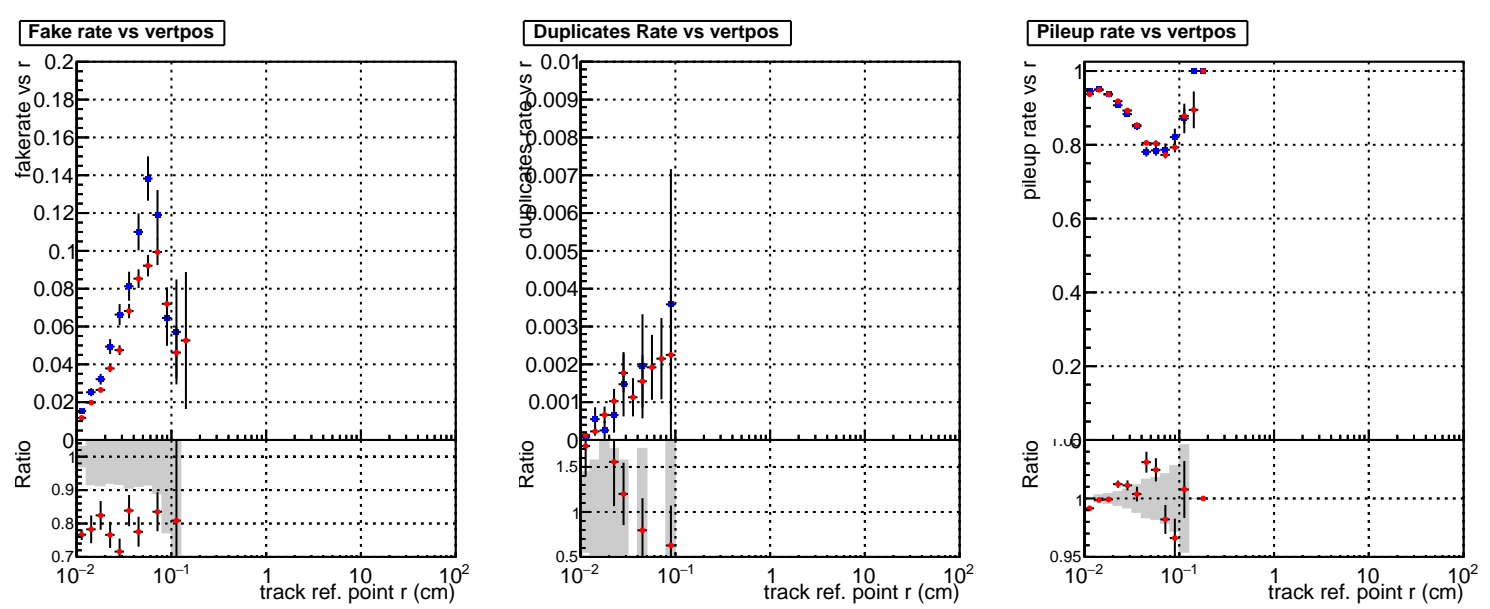 Fake rate vs vertpos
fakerate vs r
0.2
0.18
0.16
0.14
0.12
0.1
0.08
0.06
0.04
0.02
0
Ratio
1
0.9
0.8
0.7
10⁻² 10⁻¹ 1 10 10²
track ref. point r (cm)
Duplicates Rate vs vertpos
duplicates rate vs r
0.01
0.009
0.008
0.007
0.006
0.005
0.004
0.003
0.002
0.001
0
Ratio
1.5
1
0.5
10⁻² 10⁻¹ 1 10 10²
track ref. point r (cm)
Pileup rate vs vertpos
pileup rate vs r
1
0.8
0.6
0.4
0.2
0
Ratio
1
0.95
10⁻² 10⁻¹ 1 10 10²
track ref. point r (cm)